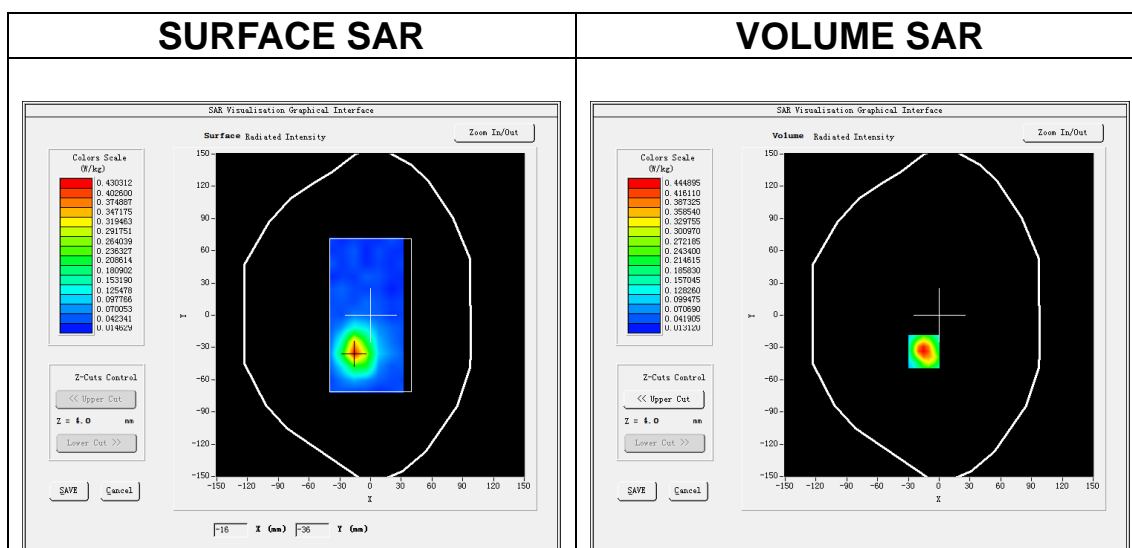 SURFACE SAR
SAR Visualisation Graphical Interface
Surface Radiated Intensity
Zoom In/Out
Colors Scale
(W/kg)
0.430312
0.402600
0.374887
0.347175
0.319463
0.291751
0.264039
0.236327
0.208614
0.180902
0.153190
0.125478
0.097766
0.070053
0.042341
0.014629
Z-Cuts Control
<< Upper Cut
Z = 4.0 mm
Lower Cut >>
SAVE
Cancel
150
120
90
60
30
0
-30
-60
-90
-120
-150
Y
-150 -120 -90 -60 -30 0 30 60 90 120 150
X
-16 X (mm) -36 Y (mm)
VOLUME SAR
SAR Visualisation Graphical Interface
Volume Radiated Intensity
Zoom In/Out
Colors Scale
(W/kg)
0.444895
0.416110
0.387325
0.358540
0.329755
0.300970
0.272185
0.243400
0.214615
0.185830
0.157045
0.128260
0.099475
0.070690
0.041905
0.013120
Z-Cuts Control
<< Upper Cut
Z = 4.0 mm
Lower Cut >>
SAVE
Cancel
150
120
90
60
30
0
-30
-60
-90
-120
-150
Y
-150 -120 -90 -60 -30 0 30 60 90 120 150
X